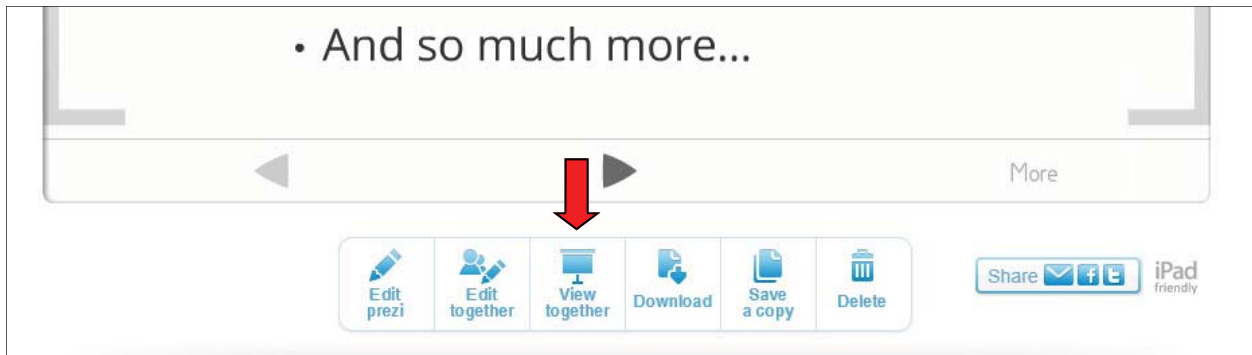 • And so much more...
More
Edit
prezi
Edit
together
View
together
Download
Save
a copy
Delete
Share
iPad
friendly